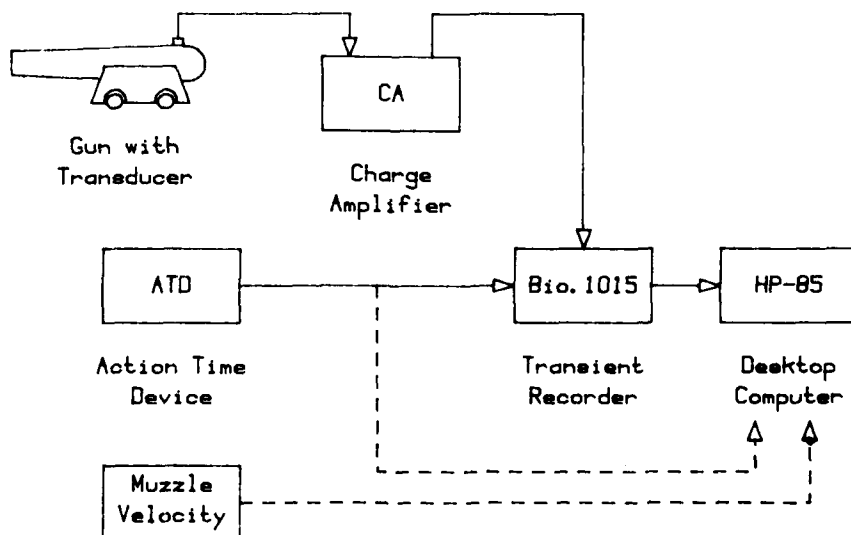 CA
Gun with
Transducer
Charge
Amplifier
ATD
Bio.1015
HP-85
Action Time
Device
Transient
Recorder
Desktop
Computer
Muzzle
Velocity